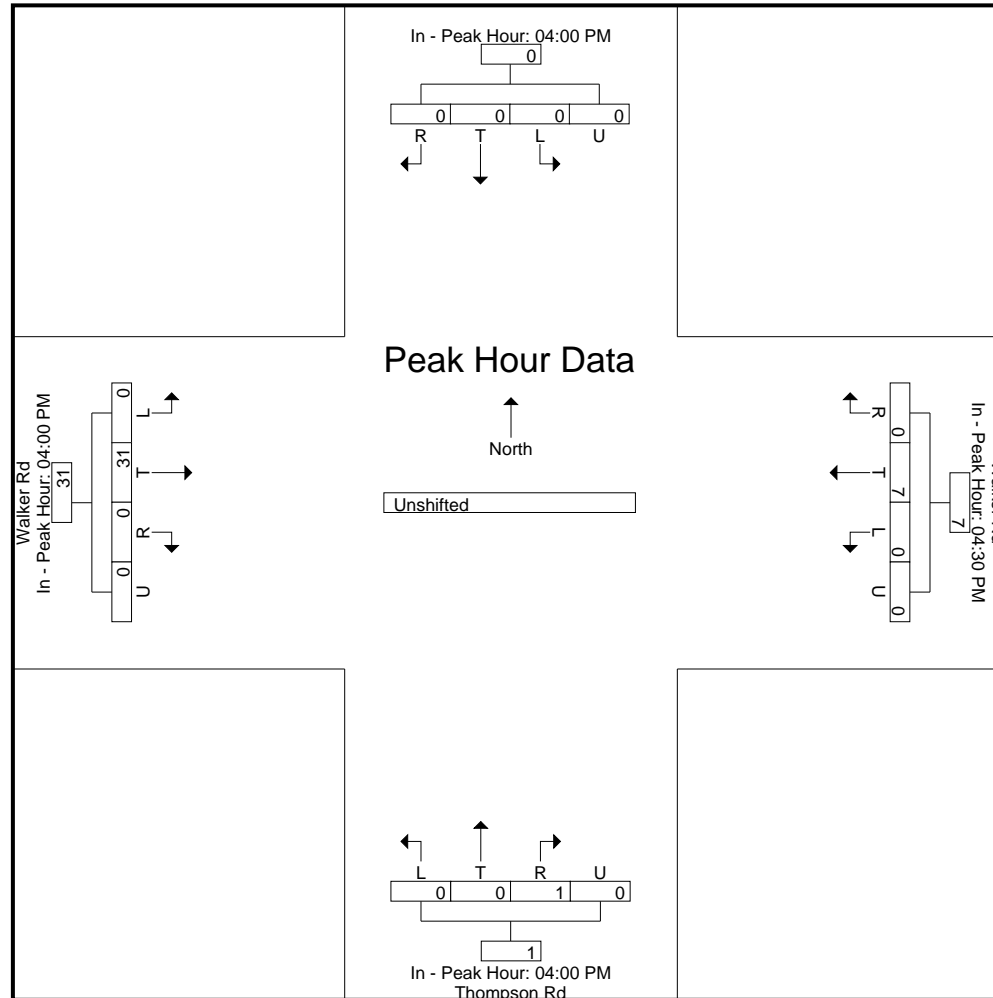 In - Peak Hour: 04:00 PM
0
0 0 0 0
R T L U
Peak Hour Data
North
Unshifted
Walker Rd
In - Peak Hour: 04:00 PM
31
0 31 0 0
L T R U
R T L U
0 7 0 0
7
In - Peak Hour: 04:30 PM
L T R U
0 0 1 0
1
In - Peak Hour: 04:00 PM
Thompson Rd